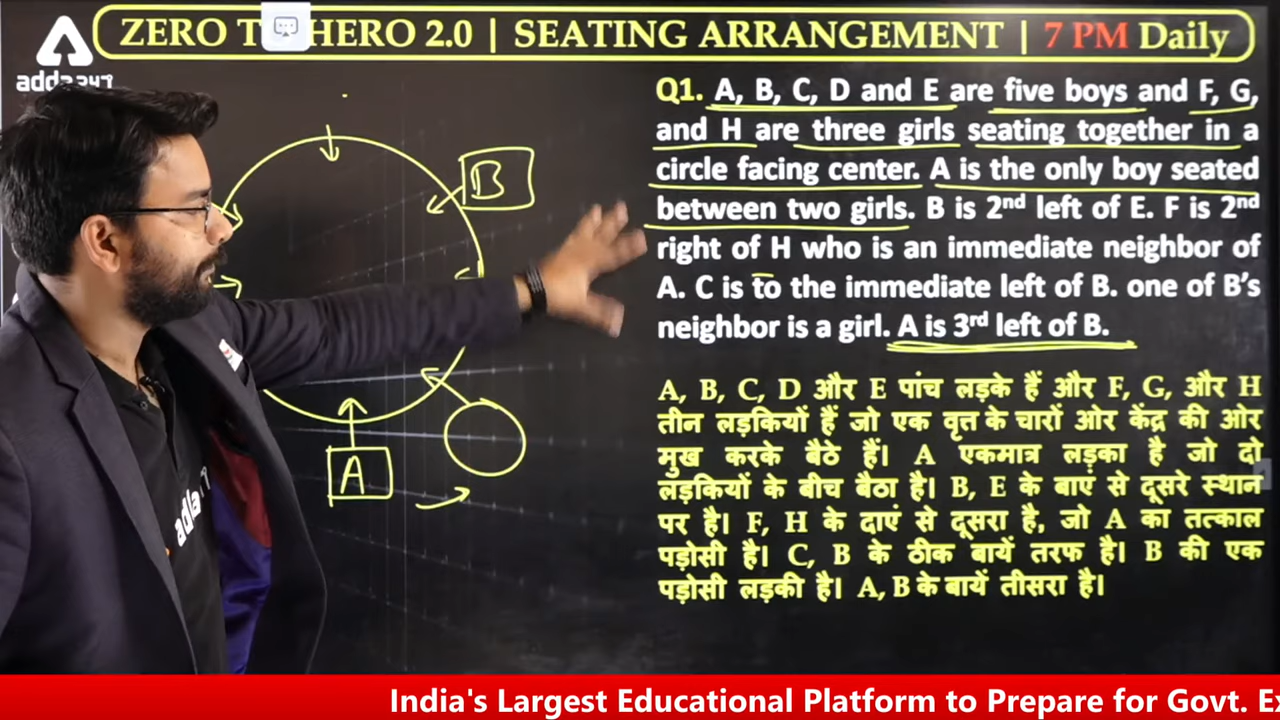 ZERO T HERO 2.0 | SEATING ARRANGEMENT | 7 PM Daily
Q1. A, B, C, D and E are five boys and F, G,
and H are three girls seating together in a
circle facing center. A is the only boy seated
between two girls. B is 2nd left of E. F is 2nd
right of H who is an immediate neighbor of
A. C is to the immediate left of B. one of B's
neighbor is a girl. A is 3rd left of B.
A, B, C, D और E पांच लड़के हैं और F, G, और H
तीन लड़कियों हैं जो एक वृत्त के चारों ओर केंद्र की ओर
मुख करके बैठे हैं। A एकमात्र लड़का है जो दो
लड़कियों के बीच बैठा है। B, E के बाएं से दूसरे स्थान
पर है। F, H के दाएं से दूसरा है, जो A का तत्काल
पड़ोसी है। C, B के ठीक बायें तरफ है। B की एक
पड़ोसी लड़की है। A, B के बायें तीसरा है।
B
A
India's Largest Educational Platform to Prepare for Govt.